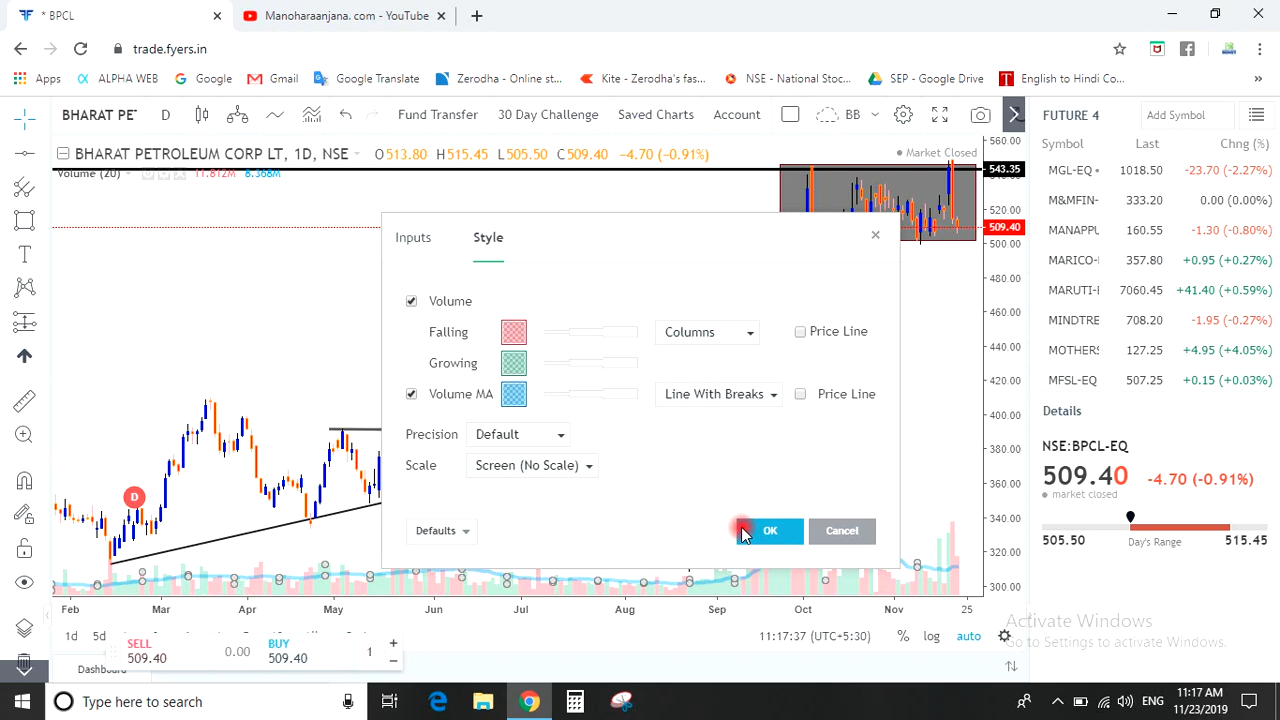 * BPCL
Manoharaanjana. com - YouTube
trade.fyers.in
Apps ALPHA WEB Google Gmail Google Translate Zerodha - Online st... Kite - Zerodha's fas... NSE - National Stoc... SEP - Google Drive English to Hindi Co...
BHARAT PE D Fund Transfer 30 Day Challenge Saved Charts Account BB
BHARAT PETROLEUM CORP LT, 1D, NSE O513.80 H515.45 L505.50 C509.40 -4.70 (-0.91%)
Market Closed
Volume (20) 11.812M 8.368M
560.00
543.35
520.00
509.40
500.00
480.00
460.00
440.00
420.00
400.00
380.00
360.00
340.00
320.00
300.00
Inputs Style
Volume
Falling Columns Price Line
Growing
Volume MA Line With Breaks Price Line
Precision Default
Scale Screen (No Scale)
Defaults OK Cancel
D
Feb Mar Apr May Jun Jul Aug Sep Oct Nov 25
1d 5d
11:17:37 (UTC+5:30) % log auto
SELL
509.40
0.00
BUY
509.40
1
Dashboard
FUTURE 4 Add Symbol
Symbol Last Chng (%)
MGL-EQ 1018.50 -23.70 (-2.27%)
M&MFIN- 333.20 0.00 (0.00%)
MANAPPU 160.55 -1.30 (-0.80%)
MARICO- 357.80 +0.95 (+0.27%)
MARUTI-E 7060.45 +41.40 (+0.59%)
MINDTRE 708.20 -1.95 (-0.27%)
MOTHERS 127.25 +4.95 (+4.05%)
MFSL-EQ 507.25 +0.15 (+0.03%)
Details
NSE:BPCL-EQ
509.40 -4.70 (-0.91%)
market closed
505.50 Day's Range 515.45
Activate Windows
Go to Settings to activate Windows.
Type here to search
ENG
11:17 AM
11/23/2019